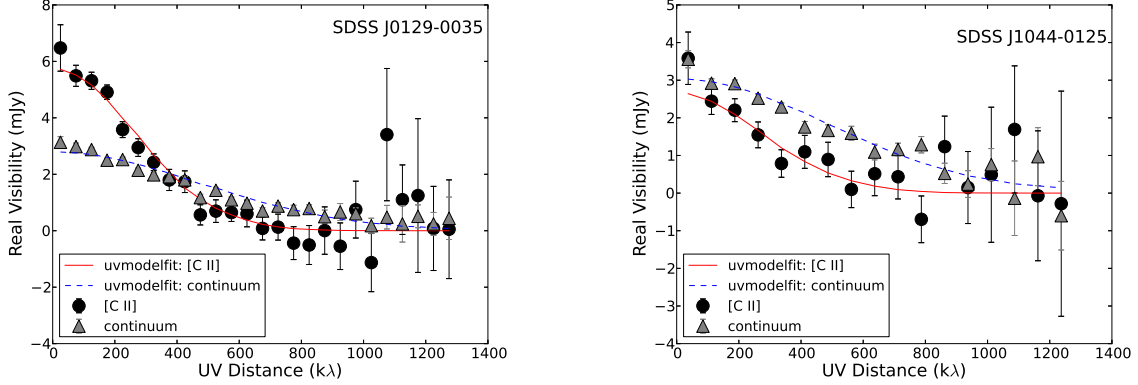 SDSS J0129-0035
Real Visibility (mJy)
8
6
4
2
0
−2
−4
uvmodelfit: [C II]
uvmodelfit: continuum
[C II]
continuum
0 200 400 600 800 1000 1200 1400
UV Distance (kλ)
SDSS J1044-0125
Real Visibility (mJy)
5
4
3
2
1
0
−1
−2
−3
−4
uvmodelfit: [C II]
uvmodelfit: continuum
[C II]
continuum
0 200 400 600 800 1000 1200 1400
UV Distance (kλ)